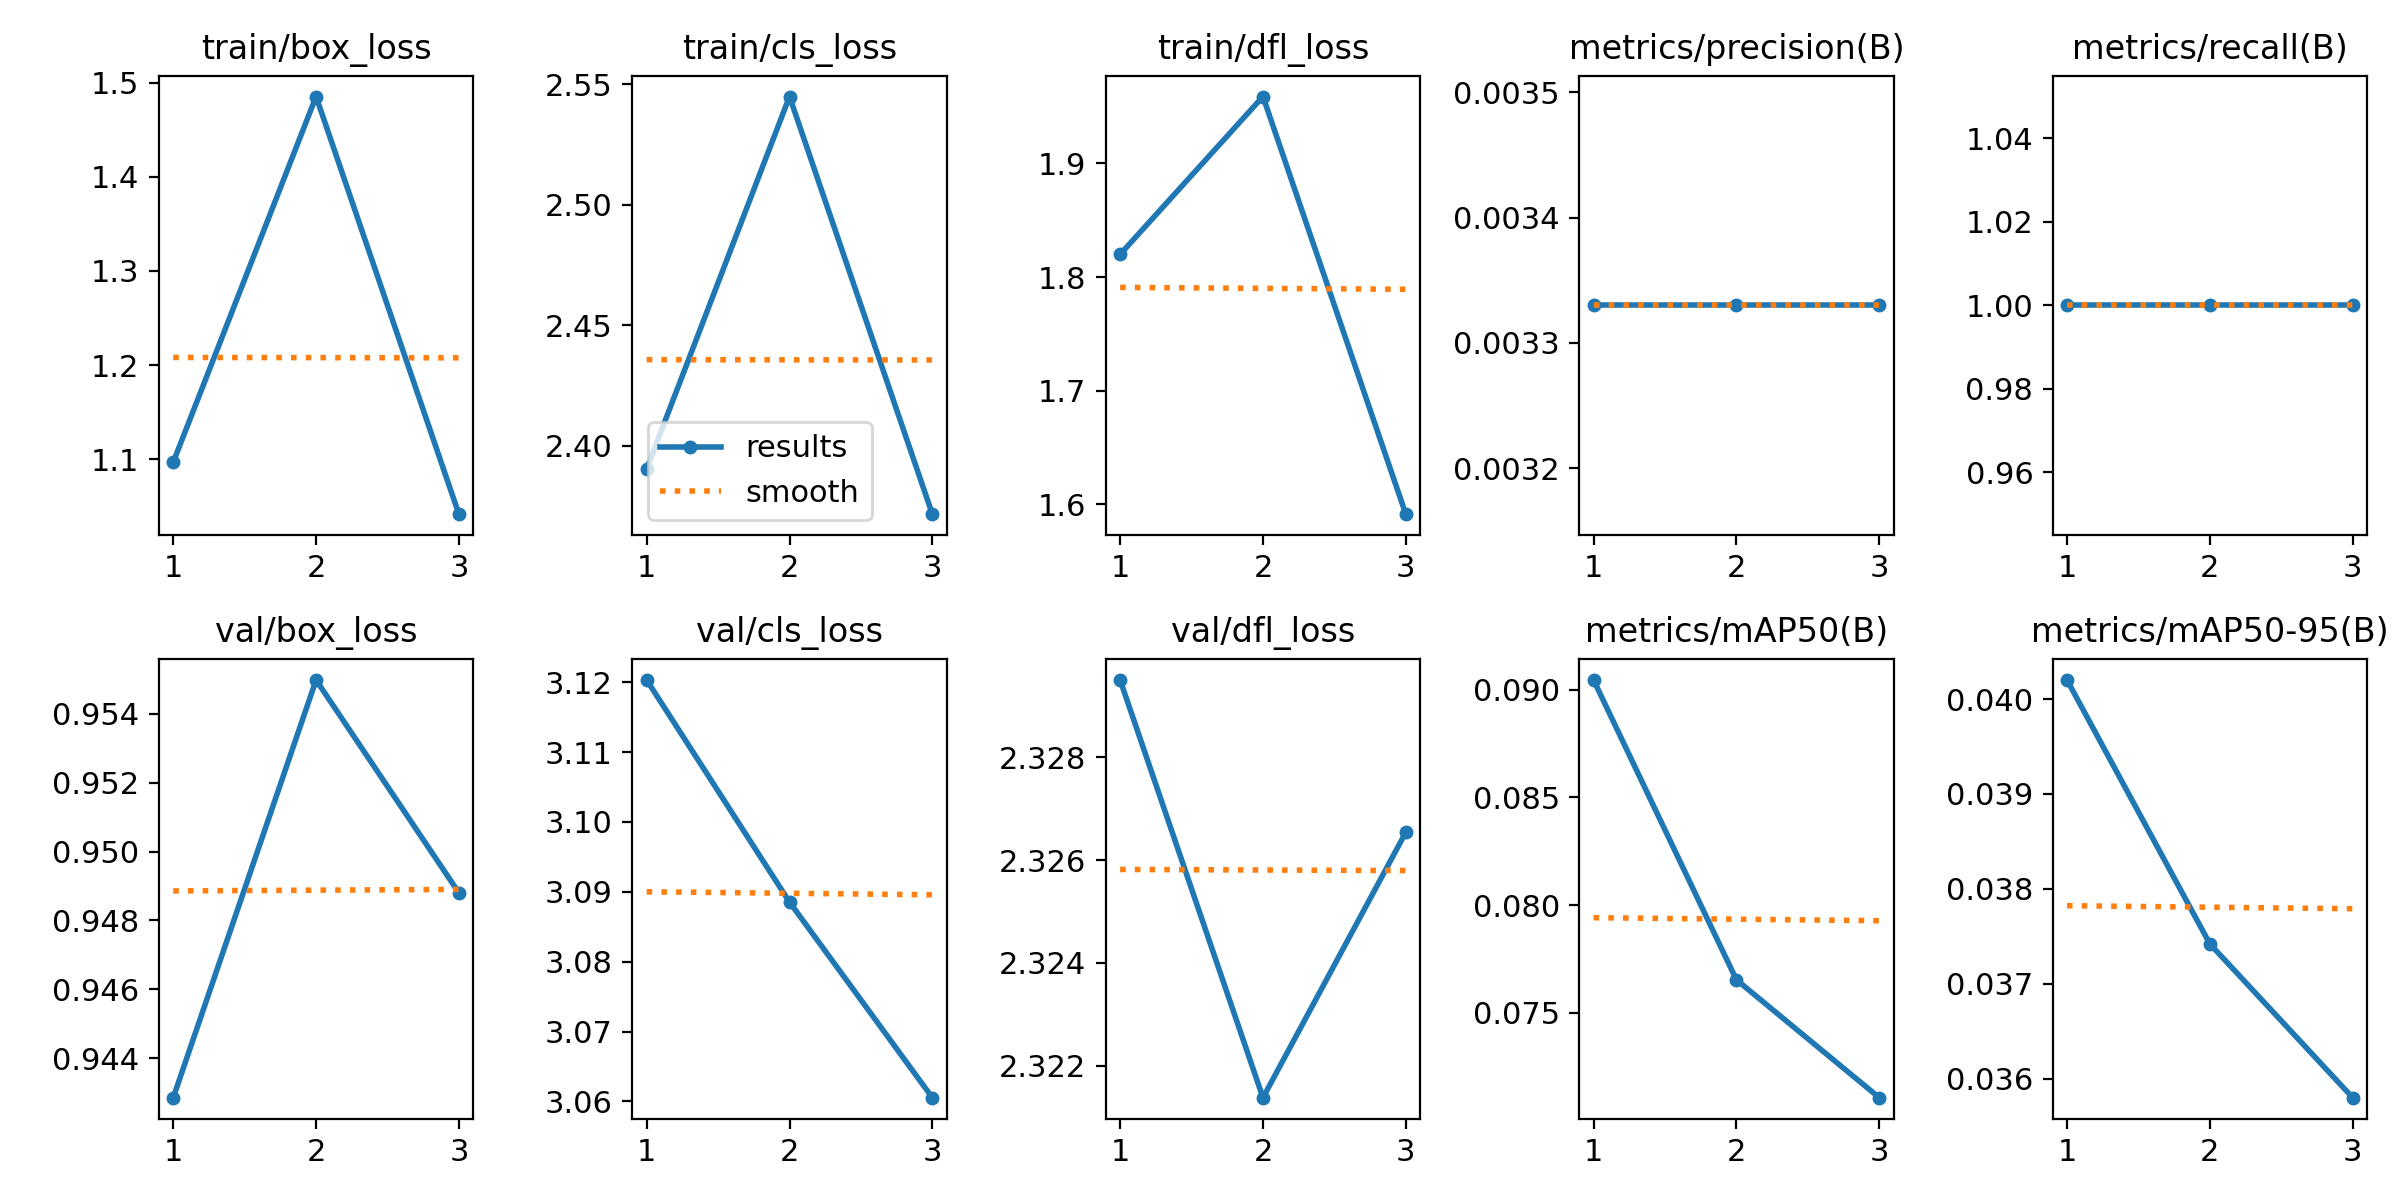 train/box_loss
1.5
1.4
1.3
1.2
1.1
1 2 3
train/cls_loss
2.55
2.50
2.45
2.40
results
smooth
1 2 3
train/dfl_loss
1.9
1.8
1.7
1.6
1 2 3
metrics/precision(B)
0.0035
0.0034
0.0033
0.0032
1 2 3
metrics/recall(B)
1.04
1.02
1.00
0.98
0.96
1 2 3
val/box_loss
0.954
0.952
0.950
0.948
0.946
0.944
1 2 3
val/cls_loss
3.12
3.11
3.10
3.09
3.08
3.07
3.06
1 2 3
val/dfl_loss
2.328
2.326
2.324
2.322
1 2 3
metrics/mAP50(B)
0.090
0.085
0.080
0.075
1 2 3
metrics/mAP50-95(B)
0.040
0.039
0.038
0.037
0.036
1 2 3